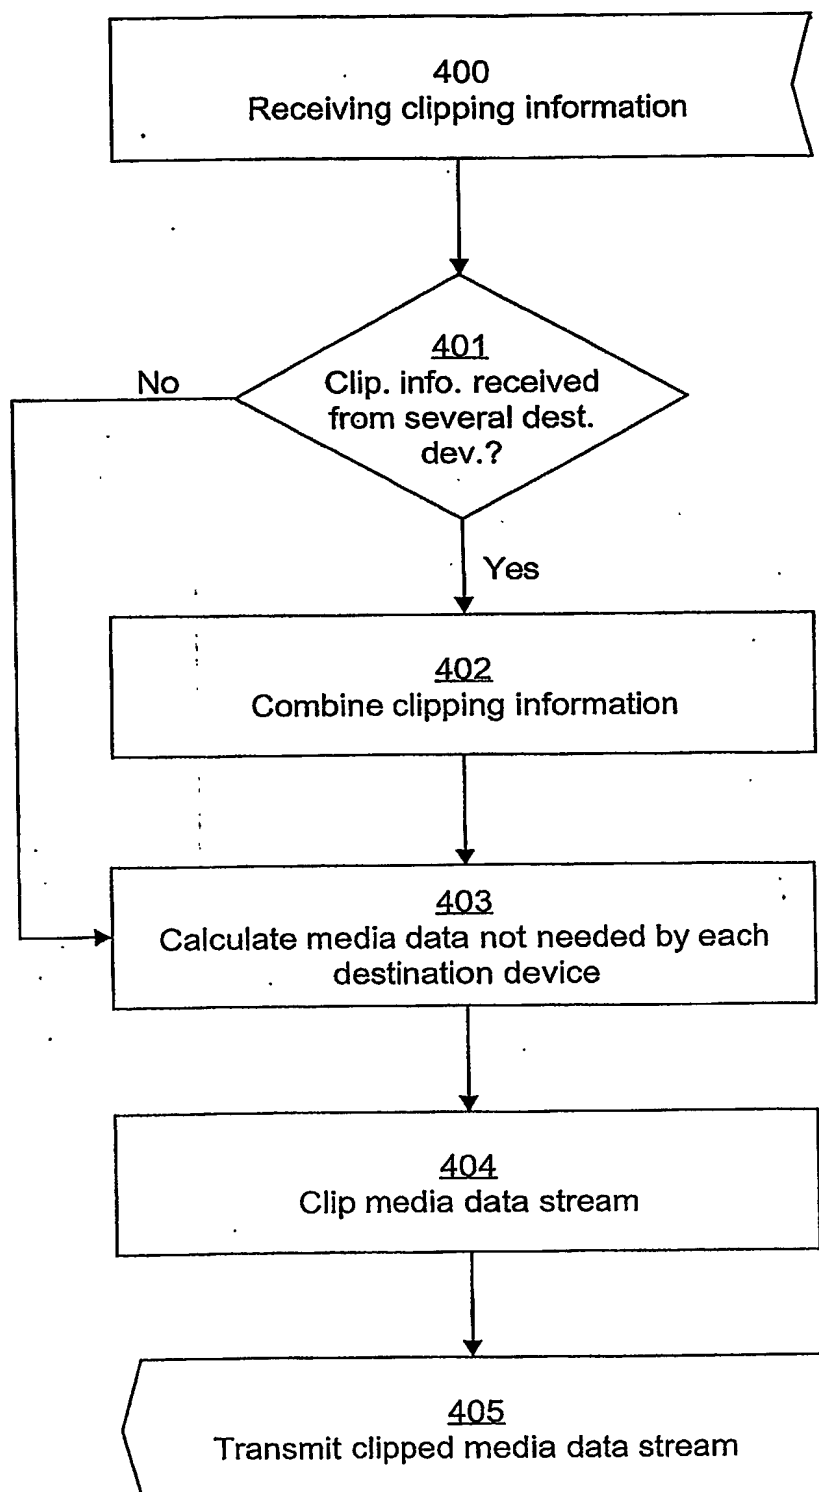 400
Receiving clipping information
401
Clip. info. received
from several dest.
dev.?
No
Yes
402
Combine clipping information
403
Calculate media data not needed by each
destination device
404
Clip media data stream
405
Transmit clipped media data stream